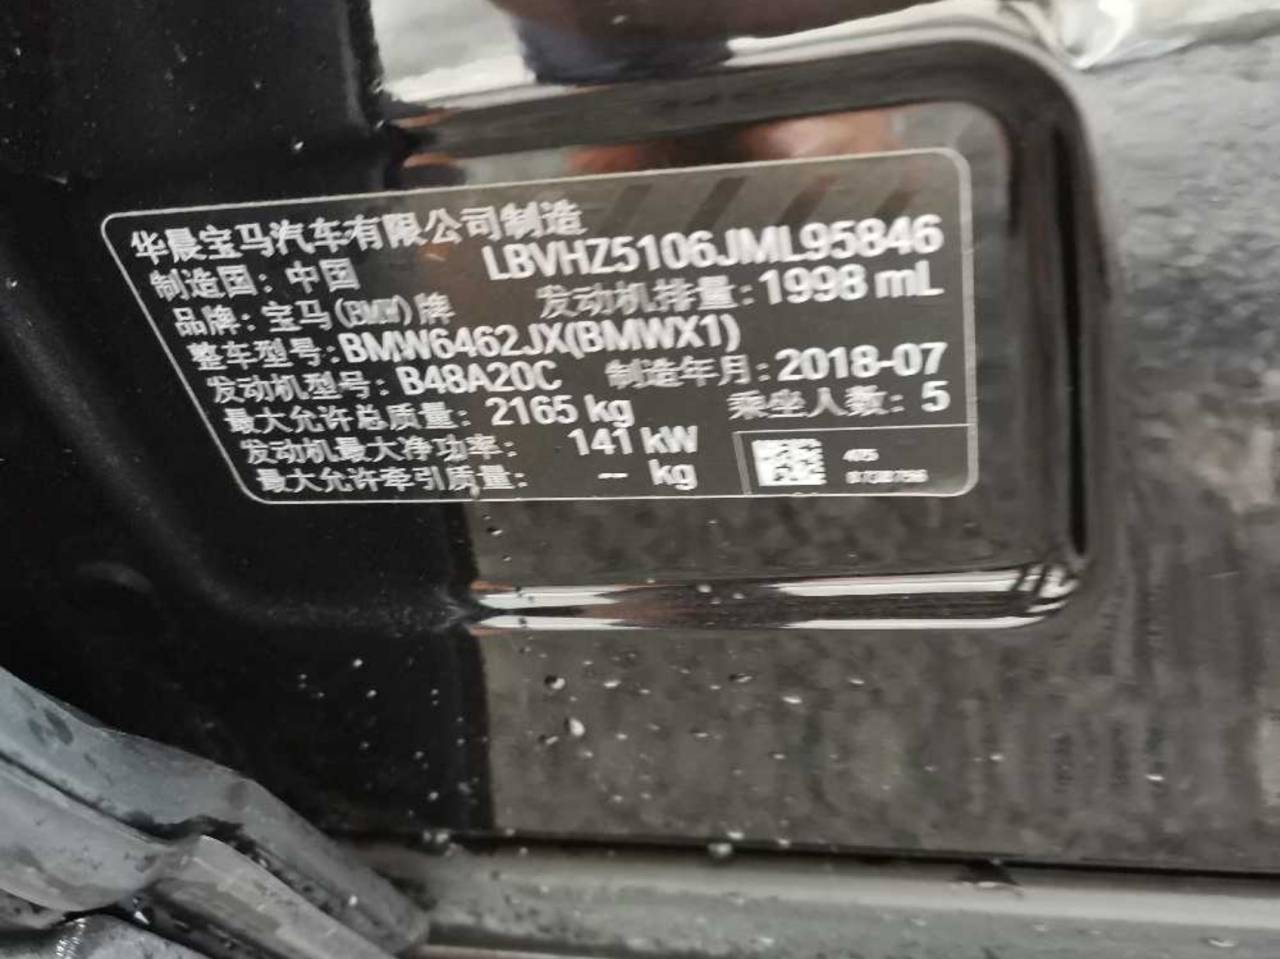 华晨宝马汽车有限公司制造
制造国：中国 LBVHZ5106JML95846
品牌：宝马(BMW)牌 发动机排量：1998 mL
整车型号：BMW6462JX(BMWX1)
发动机型号：B48A20C 制造年月：2018-07
最大允许总质量：2165 kg 乘坐人数：5
发动机最大净功率：141 kW
最大允许牵引质量：-- kg